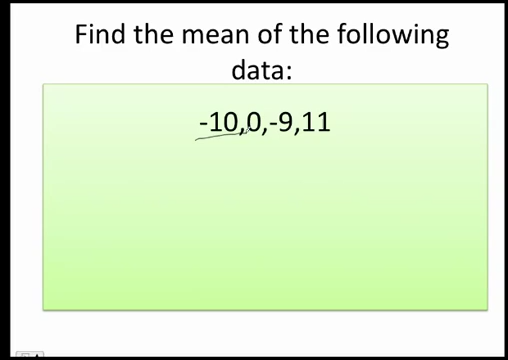 Find the mean of the following
data:
-10,0,-9,11